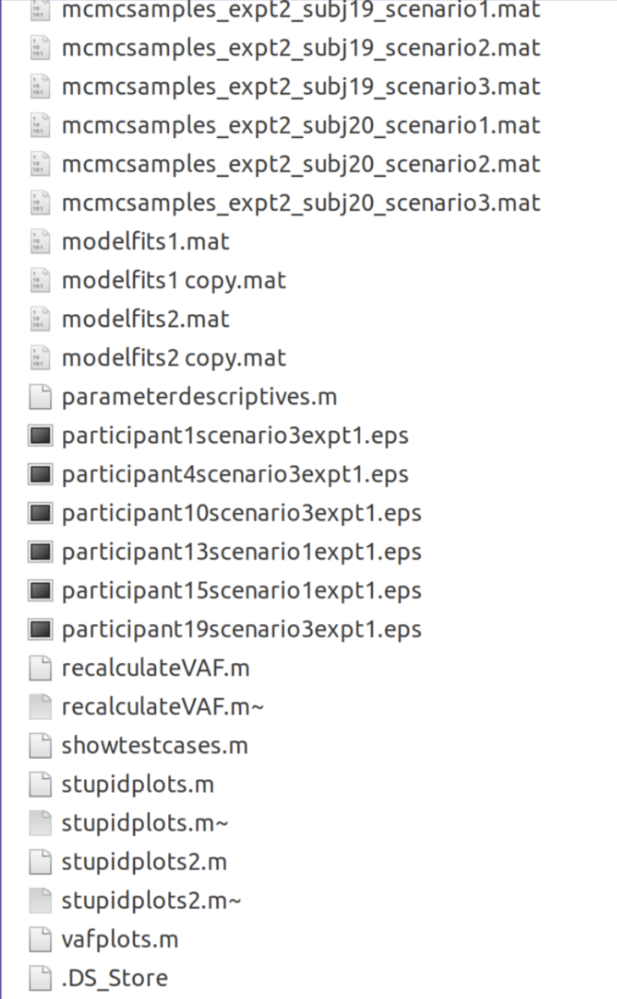 mcmcsamples_expt2_subj19_scenario1.mat
mcmcsamples_expt2_subj19_scenario2.mat
mcmcsamples_expt2_subj19_scenario3.mat
mcmcsamples_expt2_subj20_scenario1.mat
mcmcsamples_expt2_subj20_scenario2.mat
mcmcsamples_expt2_subj20_scenario3.mat
modelfits1.mat
modelfits1 copy.mat
modelfits2.mat
modelfits2 copy.mat
parameterdescriptives.m
participant1scenario3expt1.eps
participant4scenario3expt1.eps
participant10scenario3expt1.eps
participant13scenario1expt1.eps
participant15scenario1expt1.eps
participant19scenario3expt1.eps
recalculateVAF.m
recalculateVAF.m~
showtestcases.m
stupidplots.m
stupidplots.m~
stupidplots2.m
stupidplots2.m~
vafplots.m
.DS_Store